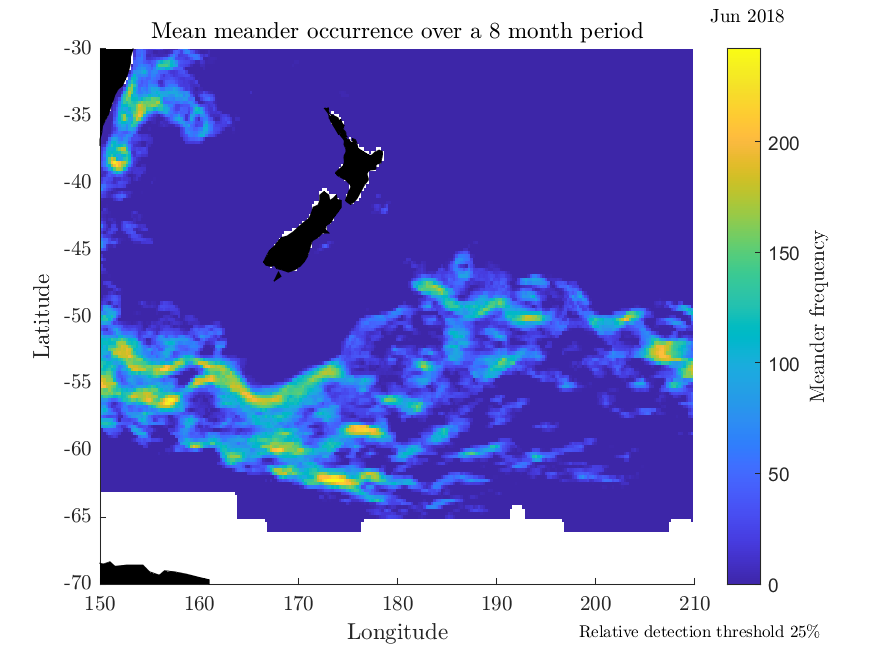 Jun 2018
Mean meander occurrence over a 8 month period
-30
-35
-40
-45
-50
-55
-60
-65
-70
Latitude
150 160 170 180 190 200 210
Longitude
200
150
100
50
0
Meander frequency
Relative detection threshold 25%